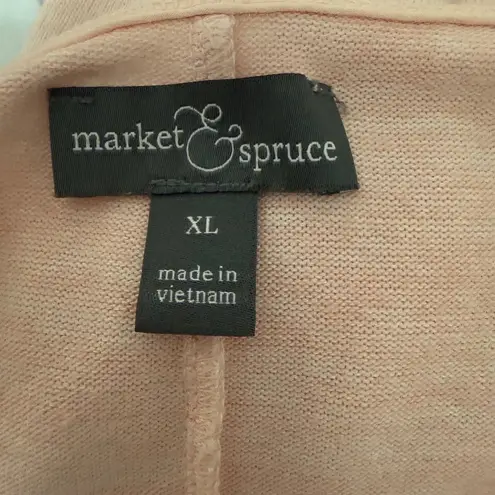 market & spruce
XL
made in
vietnam